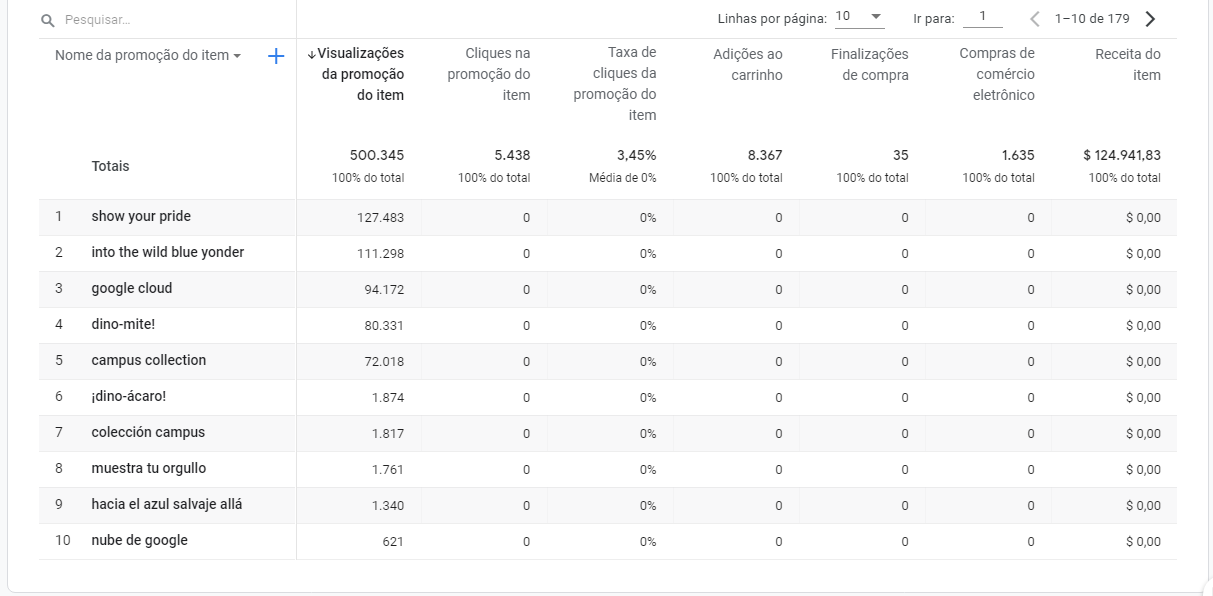 Pesquisar...
Linhas por página: 10 Ir para: 1 1–10 de 179
Nome da promoção do item
Visualizações da promoção do item
Cliques na promoção do item
Taxa de cliques da promoção do item
Adições ao carrinho
Finalizações de compra
Compras de comércio eletrônico
Receita do item
Totais 500.345 5.438 3,45% 8.367 35 1.635 $ 124.941,83
100% do total 100% do total Média de 0% 100% do total 100% do total 100% do total 100% do total
1 show your pride 127.483 0 0% 0 0 0 $ 0,00
2 into the wild blue yonder 111.298 0 0% 0 0 0 $ 0,00
3 google cloud 94.172 0 0% 0 0 0 $ 0,00
4 dino-mite! 80.331 0 0% 0 0 0 $ 0,00
5 campus collection 72.018 0 0% 0 0 0 $ 0,00
6 ¡dino-ácaro! 1.874 0 0% 0 0 0 $ 0,00
7 colección campus 1.817 0 0% 0 0 0 $ 0,00
8 muestra tu orgullo 1.761 0 0% 0 0 0 $ 0,00
9 hacia el azul salvaje allá 1.340 0 0% 0 0 0 $ 0,00
10 nube de google 621 0 0% 0 0 0 $ 0,00